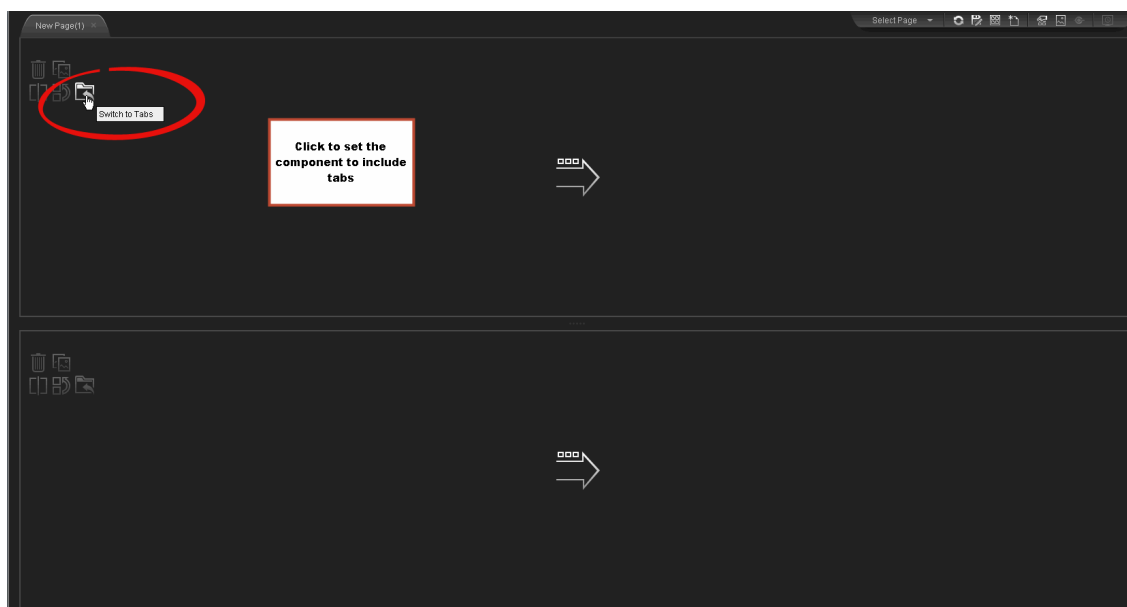 New Page(1)
Select Page
Switch to Tabs
Click to set the
component to include
tabs